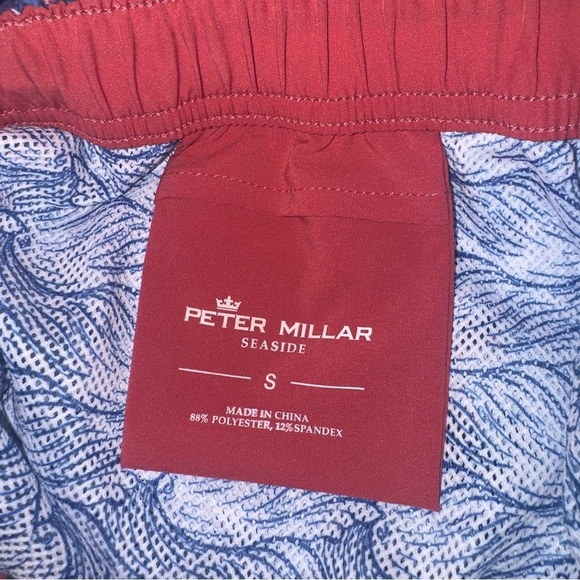 PETER MILLAR
SEASIDE
S
MADE IN CHINA
88% POLYESTER, 12% SPANDEX